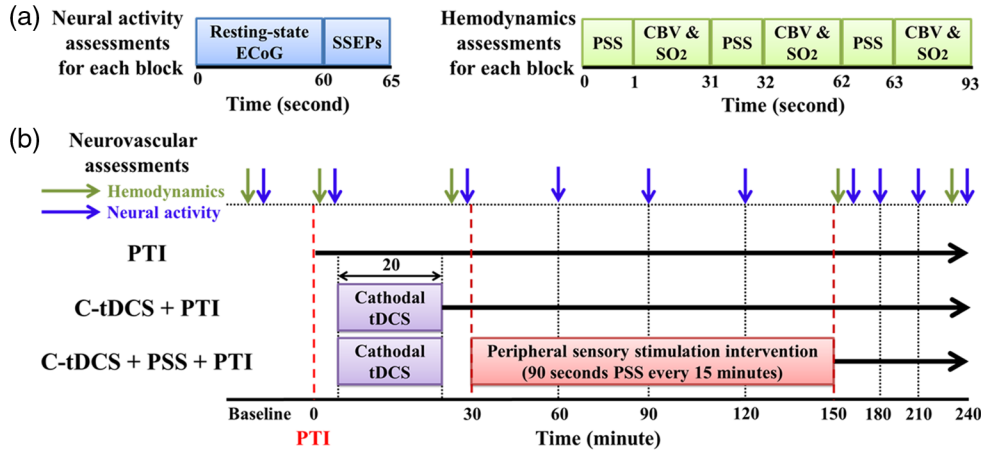 (a)
Neural activity
assessments
for each block
Resting-state
ECoG
SSEPs
0 60 65
Time (second)
Hemodynamics
assessments
for each block
PSS
CBV &
SO2
PSS
CBV &
SO2
PSS
CBV &
SO2
0 1 31 32 62 63 93
Time (second)
(b)
Neurovascular
assessments
Hemodynamics
Neural activity
PTI
20
C-tDCS + PTI
Cathodal
tDCS
C-tDCS + PSS + PTI
Cathodal
tDCS
Peripheral sensory stimulation intervention
(90 seconds PSS every 15 minutes)
Baseline 0 30 60 90 120 150 180 210 240
PTI
Time (minute)